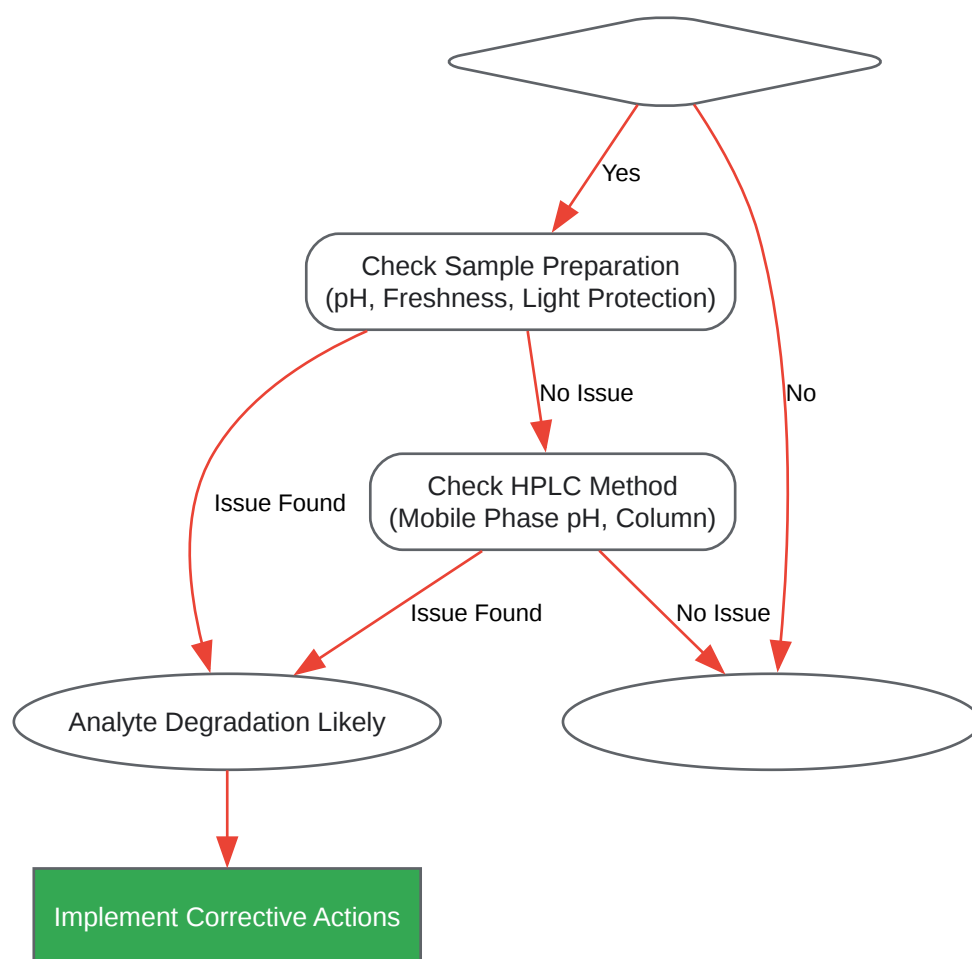 Yes
Check Sample Preparation
(pH, Freshness, Light Protection)
No Issue
No
Check HPLC Method
(Mobile Phase pH, Column)
Issue Found
Issue Found
No Issue
Analyte Degradation Likely
Implement Corrective Actions